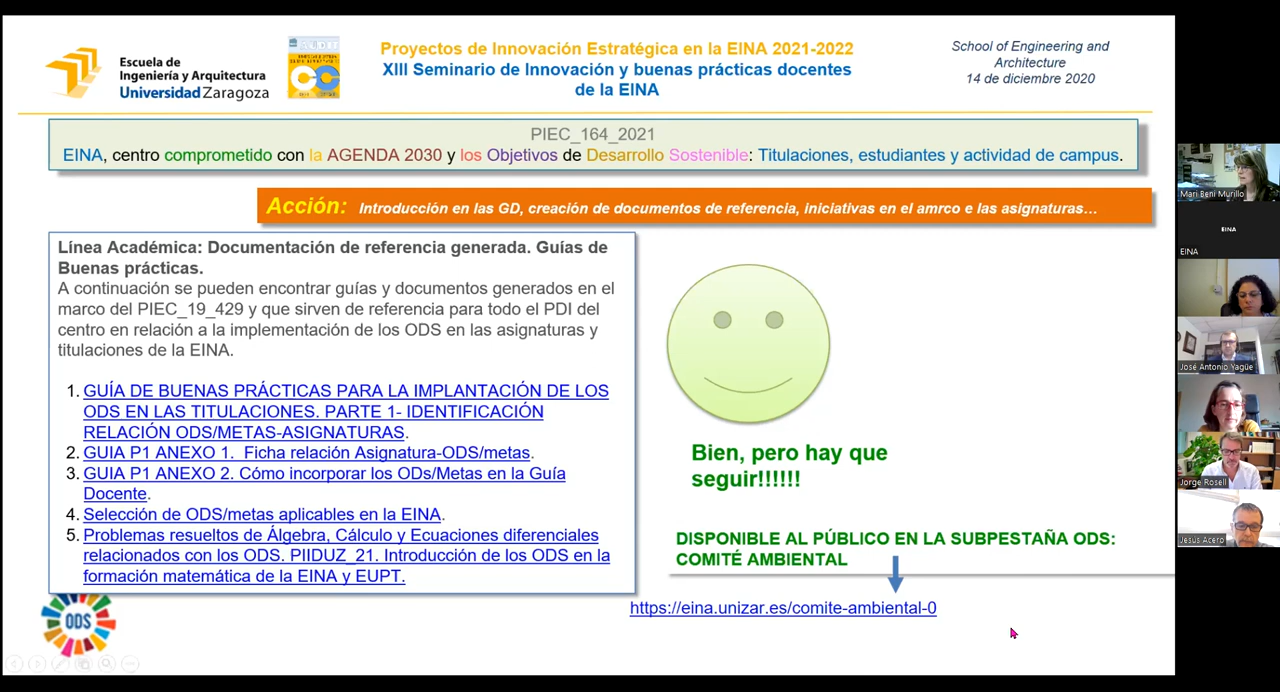 Escuela de
Ingeniería y Arquitectura
Universidad Zaragoza
Proyectos de Innovación Estratégica en la EINA 2021-2022
XIII Seminario de Innovación y buenas prácticas docentes
de la EINA
School of Engineering and
Architecture
14 de diciembre 2020
PIEC_164_2021
EINA, centro comprometido con la AGENDA 2030 y los Objetivos de Desarrollo Sostenible: Titulaciones, estudiantes y actividad de campus.
Acción: Introducción en las GD, creación de documentos de referencia, iniciativas en el amrco e las asignaturas...
Línea Académica: Documentación de referencia generada. Guías de
Buenas prácticas.
A continuación se pueden encontrar guías y documentos generados en el
marco del PIEC_19_429 y que sirven de referencia para todo el PDI del
centro en relación a la implementación de los ODS en las asignaturas y
titulaciones de la EINA.
1. GUÍA DE BUENAS PRÁCTICAS PARA LA IMPLANTACIÓN DE LOS
ODS EN LAS TITULACIONES. PARTE 1- IDENTIFICACIÓN
RELACIÓN ODS/METAS-ASIGNATURAS.
2. GUIA P1 ANEXO 1. Ficha relación Asignatura-ODS/metas.
3. GUIA P1 ANEXO 2. Cómo incorporar los ODs/Metas en la Guía
Docente.
4. Selección de ODS/metas aplicables en la EINA.
5. Problemas resueltos de Álgebra, Cálculo y Ecuaciones diferenciales
relacionados con los ODS. PIIDUZ_21. Introducción de los ODS en la
formación matemática de la EINA y EUPT.
Bien, pero hay que
seguir!!!!!!
DISPONIBLE AL PÚBLICO EN LA SUBPESTAÑA ODS:
COMITÉ AMBIENTAL
https://eina.unizar.es/comite-ambiental-0
ODS
Mari Beni Murillo
EINA
EINA
José Antonio Yagüe
Jorge Rosell
Jesús Acero